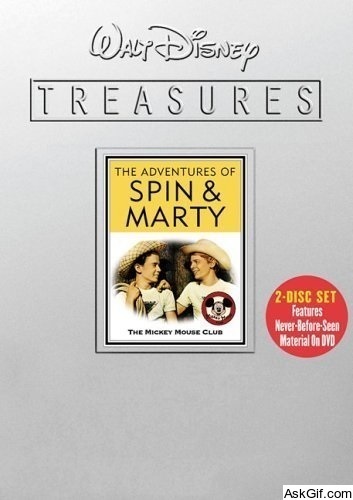 WALT DISNEY
TREASURES
THE ADVENTURES OF
SPIN &
MARTY
THE MICKEY MOUSE CLUB
2-DISC SET
Features
Never-Before-Seen
Material On DVD
AskGif.com